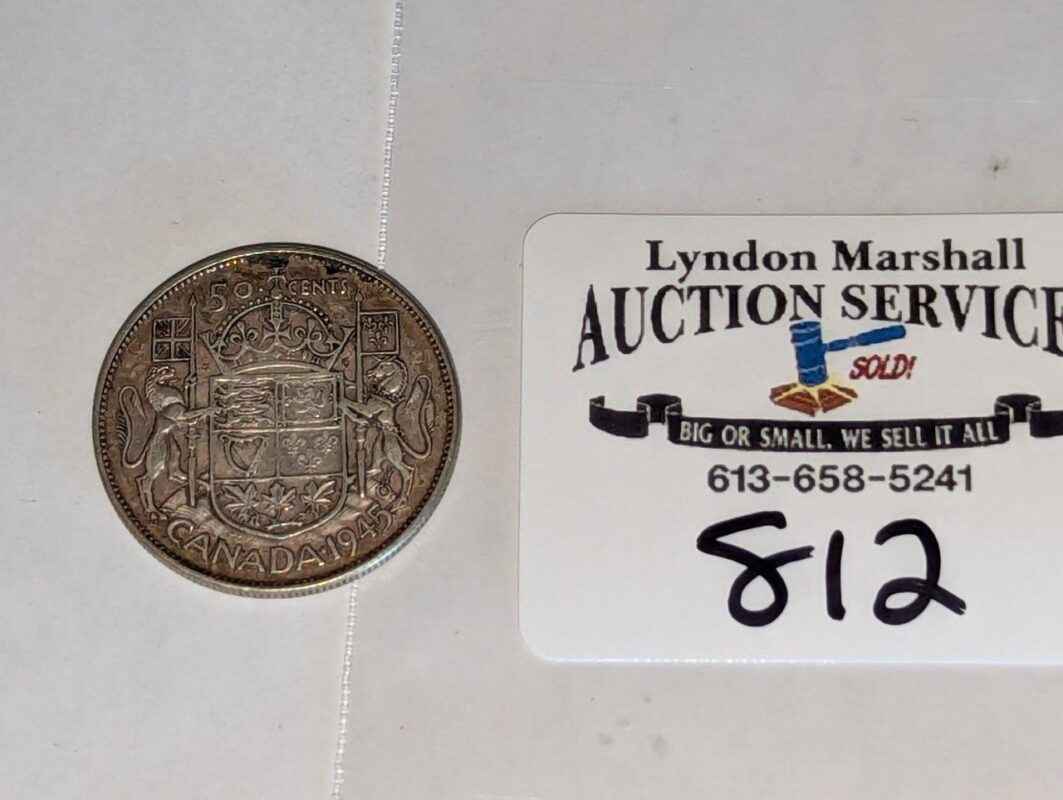 50 CENTS
CANADA·1945
Lyndon Marshall
AUCTION SERVICE
SOLD!
BIG OR SMALL. WE SELL IT ALL
613-658-5241
812